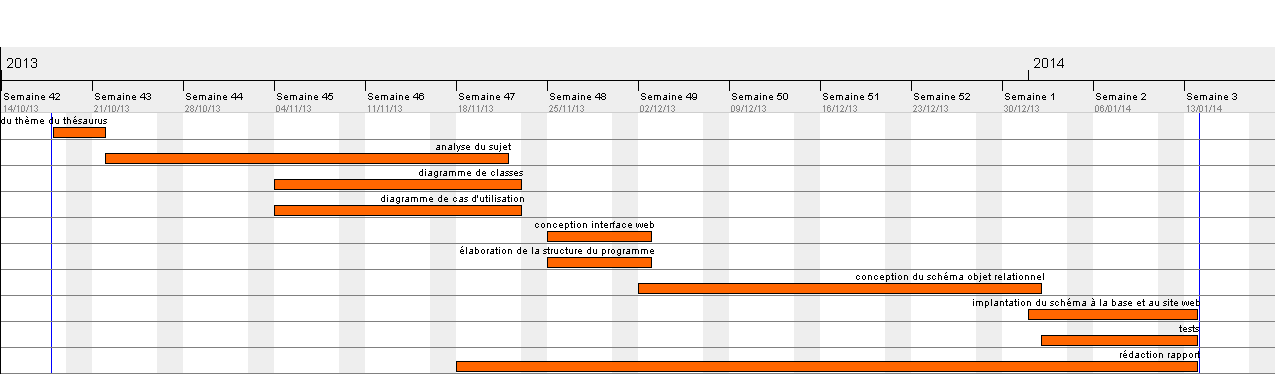 2013 2014
Semaine 42 Semaine 43 Semaine 44 Semaine 45 Semaine 46 Semaine 47 Semaine 48 Semaine 49 Semaine 50 Semaine 51 Semaine 52 Semaine 1 Semaine 2 Semaine 3
14/10/13 21/10/13 28/10/13 04/11/13 11/11/13 18/11/13 25/11/13 02/12/13 09/12/13 16/12/13 23/12/13 30/12/13 06/01/14 13/01/14
du thème du thésaurus
analyse du sujet
diagramme de classes
diagramme de cas d'utilisation
conception interface web
élaboration de la structure du programme
conception du schéma objet relationnel
implantation du schéma à la base et au site web
tests
rédaction rapport